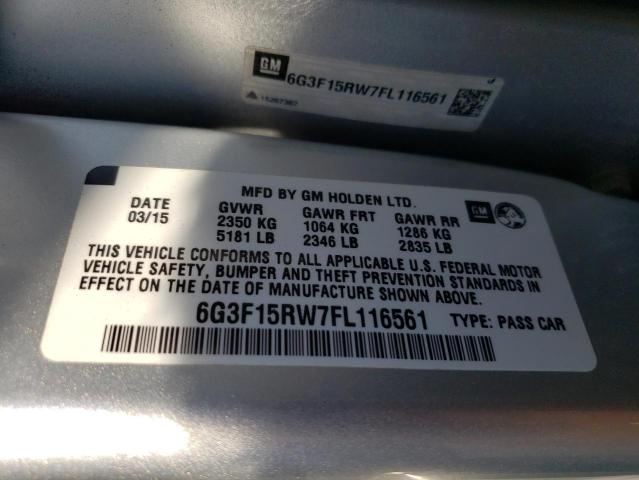 GM
6G3F15RW7FL116561
15287387
MFD BY GM HOLDEN LTD.
DATE GVWR GAWR FRT GAWR RR GM
03/15 2350 KG 1064 KG 1286 KG
5181 LB 2346 LB 2835 LB
THIS VEHICLE CONFORMS TO ALL APPLICABLE U.S. FEDERAL MOTOR
VEHICLE SAFETY, BUMPER AND THEFT PREVENTION STANDARDS IN
EFFECT ON THE DATE OF MANUFACTURE SHOWN ABOVE.
6G3F15RW7FL116561 TYPE: PASS CAR